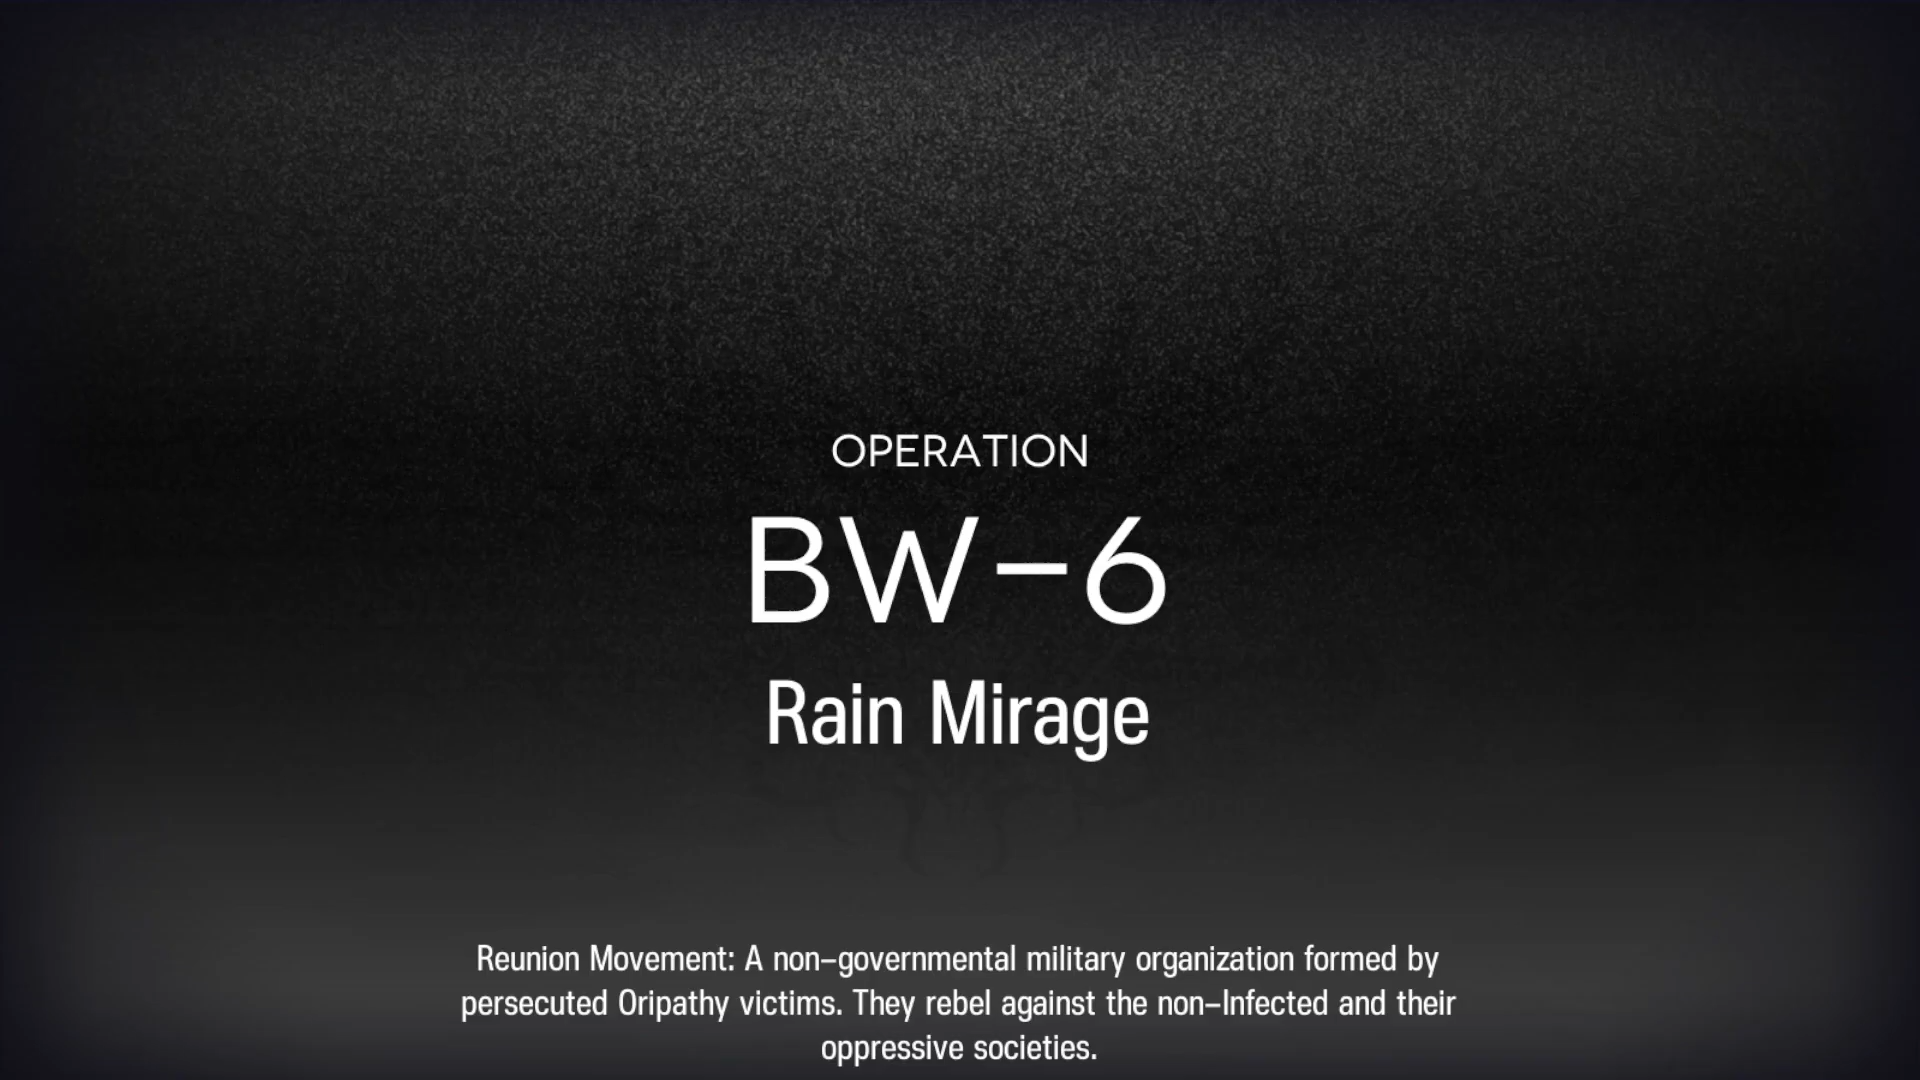 OPERATION
BW-6
Rain Mirage
Reunion Movement: A non-governmental military organization formed by
persecuted Oripathy victims. They rebel against the non-Infected and their
oppressive societies.